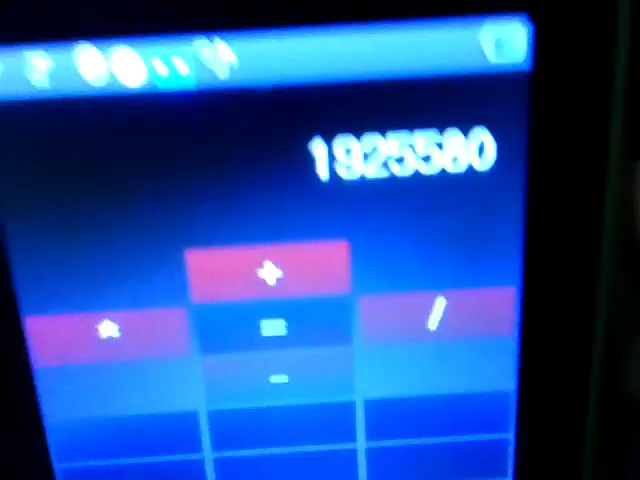 1925580
+
* = /
-